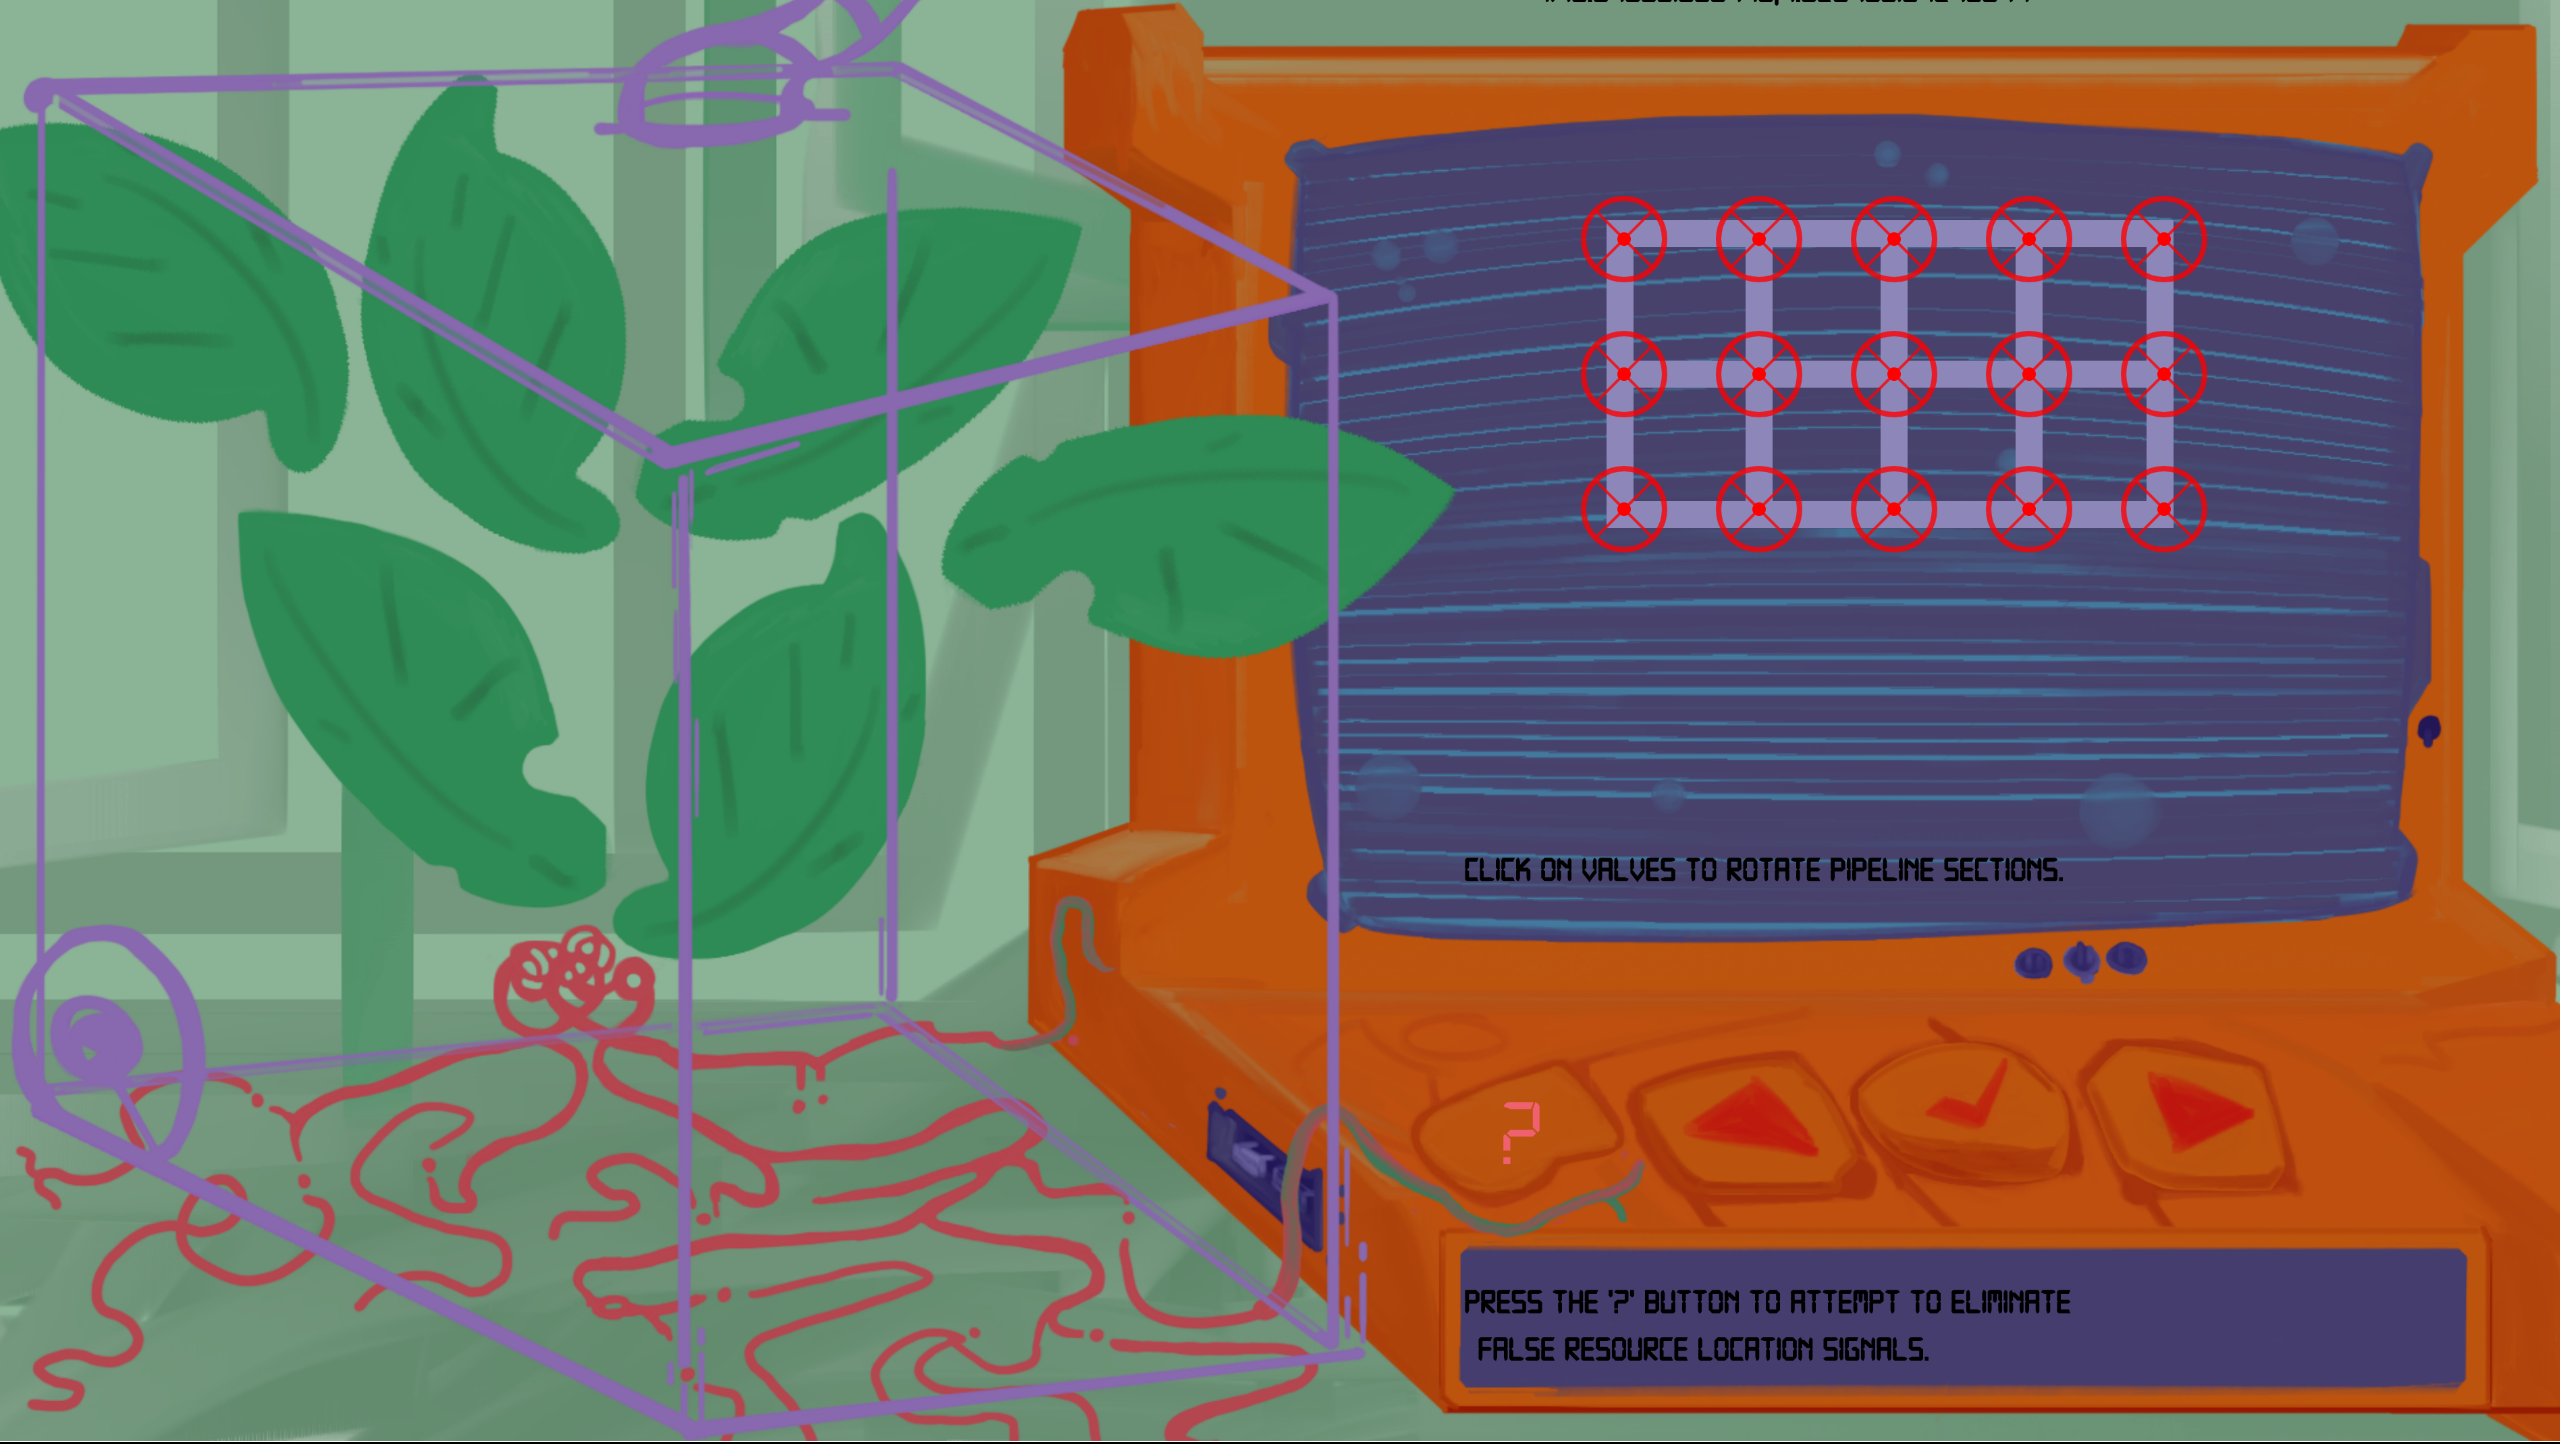 CLICK ON VALVES TO ROTATE PIPELINE SECTIONS.
?
PRESS THE '?' BUTTON TO ATTEMPT TO ELIMINATE
FALSE RESOURCE LOCATION SIGNALS.